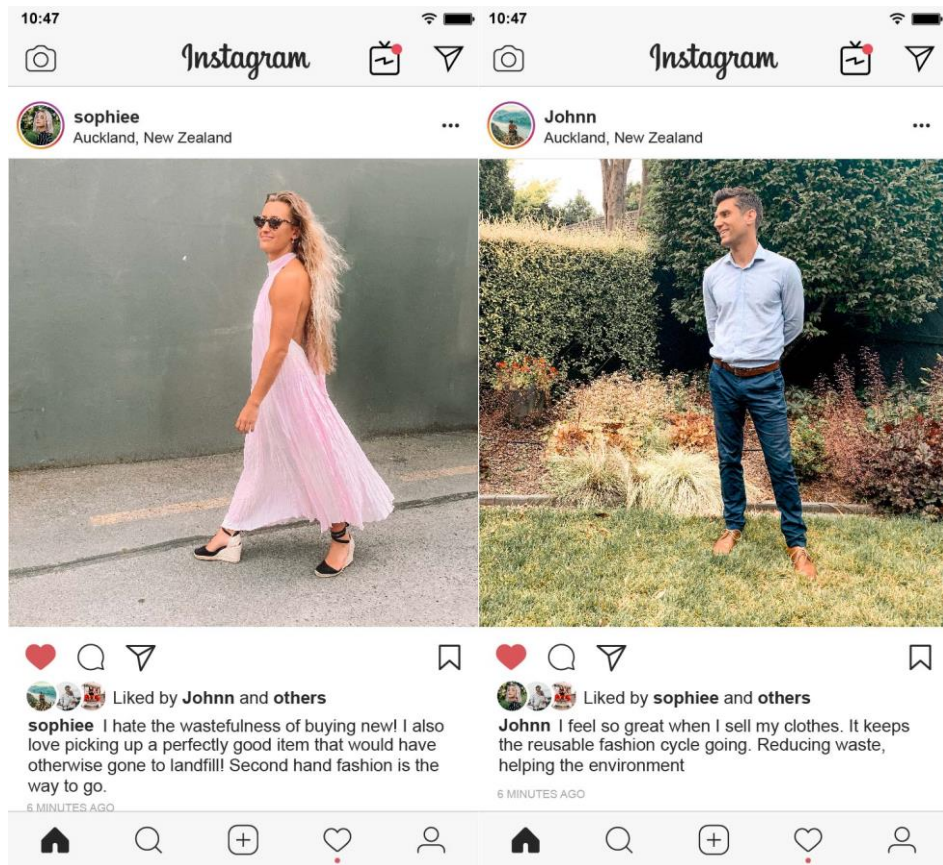 10:47
Instagram
sophiee
Auckland, New Zealand
Liked by Johnn and others
sophiee I hate the wastefulness of buying new! I also
love picking up a perfectly good item that would have
otherwise gone to landfill! Second hand fashion is the
way to go.
6 MINUTES AGO
10:47
Instagram
Johnn
Auckland, New Zealand
Liked by sophiee and others
Johnn I feel so great when I sell my clothes. It keeps
the reusable fashion cycle going. Reducing waste,
helping the environment
6 MINUTES AGO